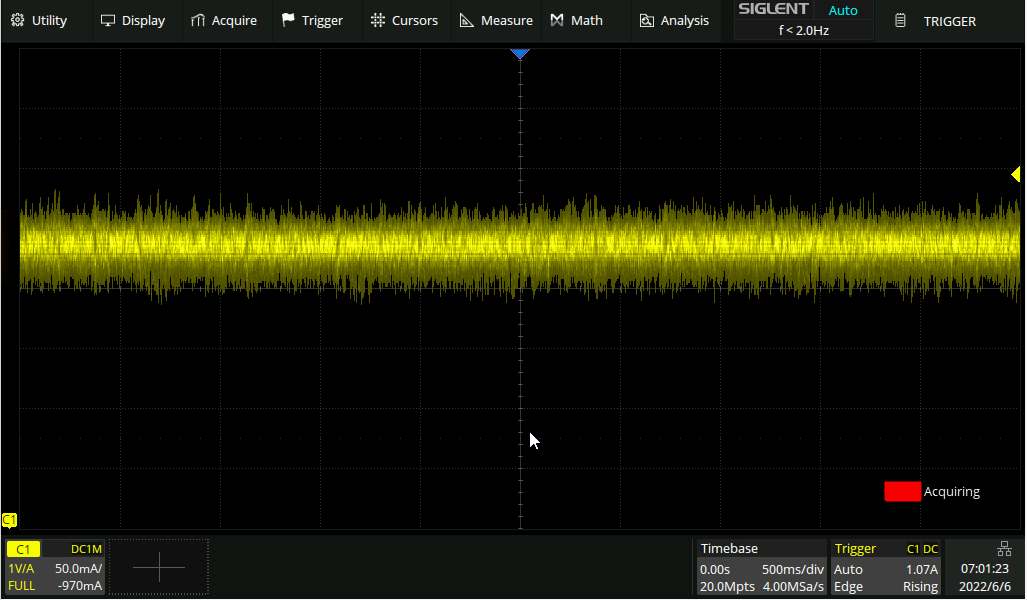 Utility Display Acquire Trigger Cursors Measure Math Analysis SIGLENT Auto TRIGGER
f < 2.0Hz
Acquiring
C1
C1 DC1M
1V/A 50.0mA/
FULL -970mA
Timebase
0.00s 500ms/div
20.0Mpts 4.00MSa/s
Trigger C1 DC
Auto 1.07A
Edge Rising
07:01:23
2022/6/6